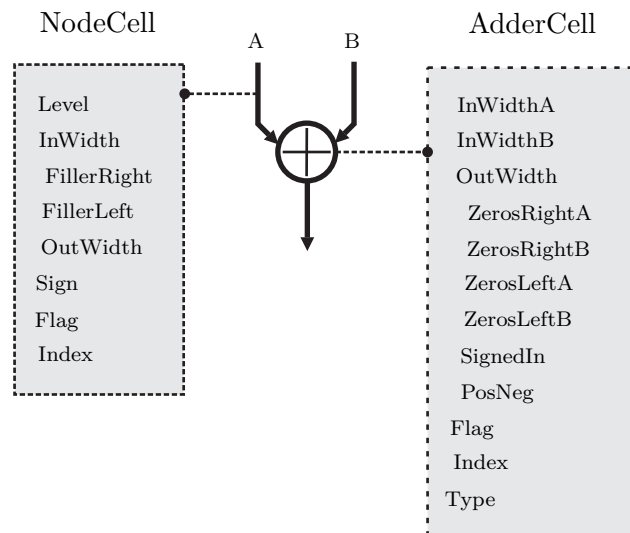 NodeCell
Level
InWidth
FillerRight
FillerLeft
OutWidth
Sign
Flag
Index
A
B
AdderCell
InWidthA
InWidthB
OutWidth
ZerosRightA
ZerosRightB
ZerosLeftA
ZerosLeftB
SignedIn
PosNeg
Flag
Index
Type